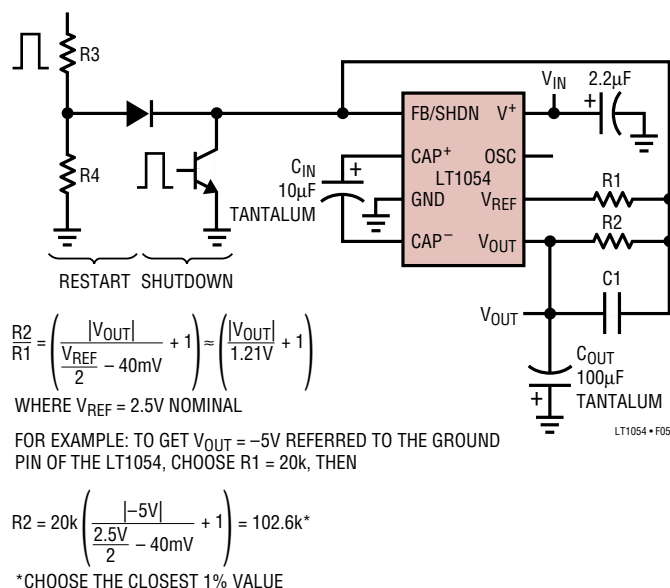 R3
R4
RESTART SHUTDOWN
C_IN
10µF
TANTALUM
+
FB/SHDN V+
CAP+ OSC
LT1054
GND V_REF
CAP– V_OUT
V_IN
2.2µF
+
R1
R2
C1
V_OUT
C_OUT
100µF
TANTALUM
+
LT1054 • F05
R2/R1 = (|V_OUT| / (V_REF/2 – 40mV) + 1) ≈ (|V_OUT| / 1.21V + 1)
WHERE V_REF = 2.5V NOMINAL
FOR EXAMPLE: TO GET V_OUT = –5V REFERRED TO THE GROUND
PIN OF THE LT1054, CHOOSE R1 = 20k, THEN
R2 = 20k (|–5V| / (2.5V/2 – 40mV) + 1) = 102.6k*
*CHOOSE THE CLOSEST 1% VALUE